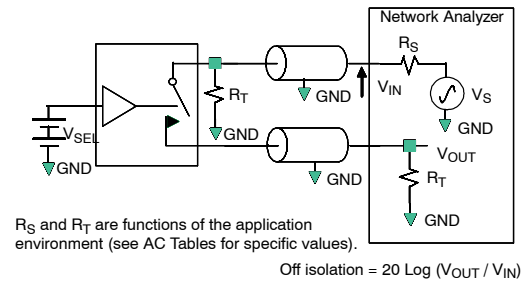 Network Analyzer
RS
RT
GND
VIN
VS
GND
VSEL
GND
GND
VOUT
GND
RT
GND
RS and RT are functions of the application
environment (see AC Tables for specific values).
Off isolation = 20 Log (VOUT / VIN)